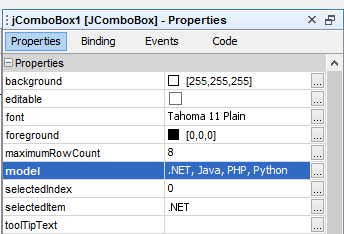 jComboBox1 [JComboBox] - Properties
Properties Binding Events Code
Properties
background [255,255,255] ...
editable ...
font Tahoma 11 Plain ...
foreground [0,0,0] ...
maximumRowCount 8 ...
model .NET, Java, PHP, Python ...
selectedIndex 0 ...
selectedItem .NET ...
toolTipText ...